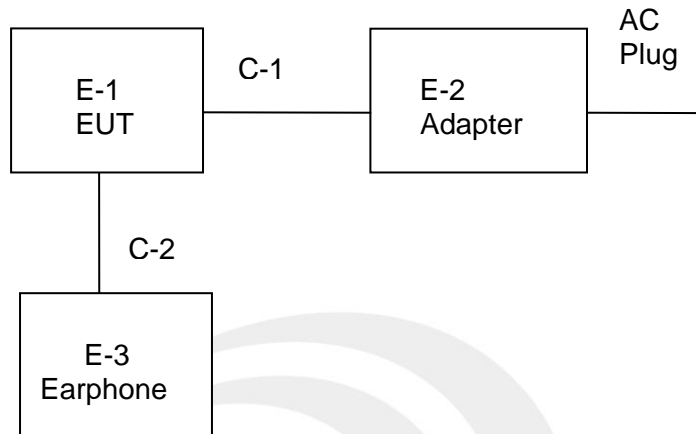 AC
Plug
C-1
E-1
EUT
E-2
Adapter
C-2
E-3
Earphone